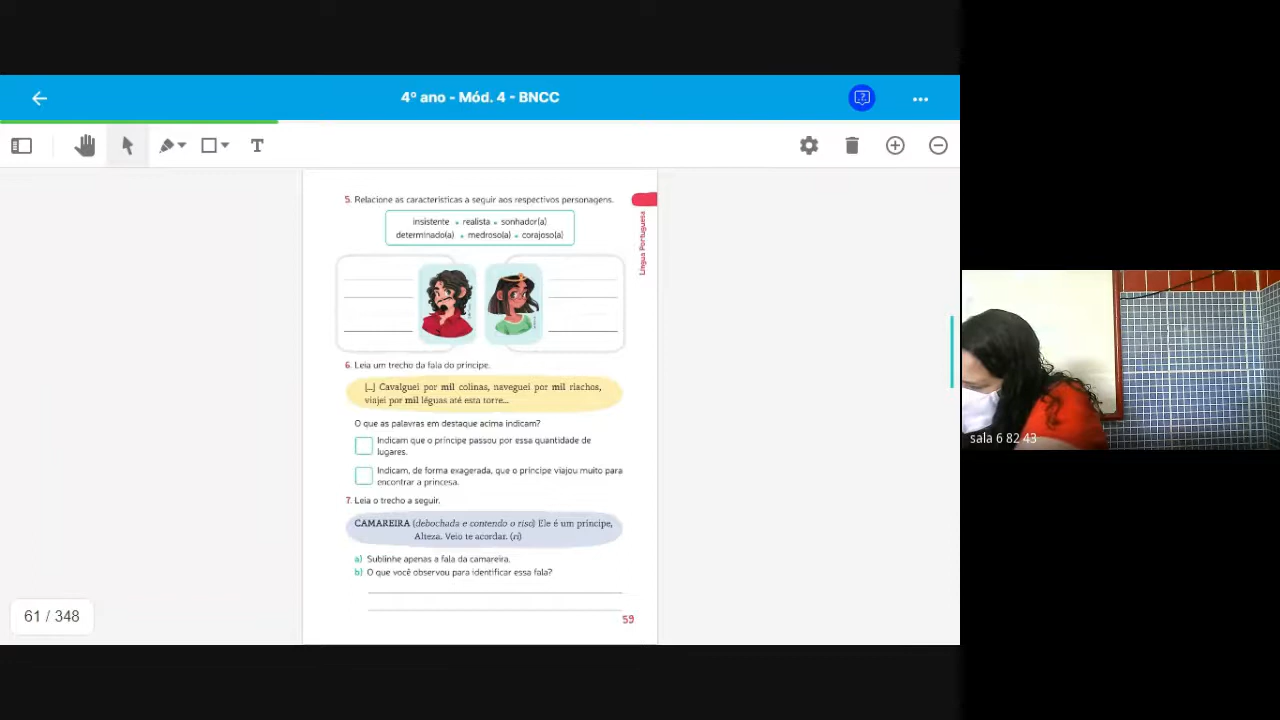 4º ano - Mód. 4 - BNCC
T
5. Relacione as características a seguir aos respectivos personagens.
insistente • realista • sonhador(a)
determinado(a) • medroso(a) • corajoso(a)
Língua Portuguesa
6. Leia um trecho da fala do príncipe.
[...] Cavalguei por mil colinas, naveguei por mil riachos,
viajei por mil léguas até esta torre...
O que as palavras em destaque acima indicam?
Indicam que o príncipe passou por essa quantidade de
lugares.
Indicam, de forma exagerada, que o príncipe viajou muito para
encontrar a princesa.
7. Leia o trecho a seguir.
CAMAREIRA (debochada e contendo o riso) Ele é um príncipe,
Alteza. Veio te acordar. (ri)
a) Sublinhe apenas a fala da camareira.
b) O que você observou para identificar essa fala?
59
61 / 348
sala 6 82 43